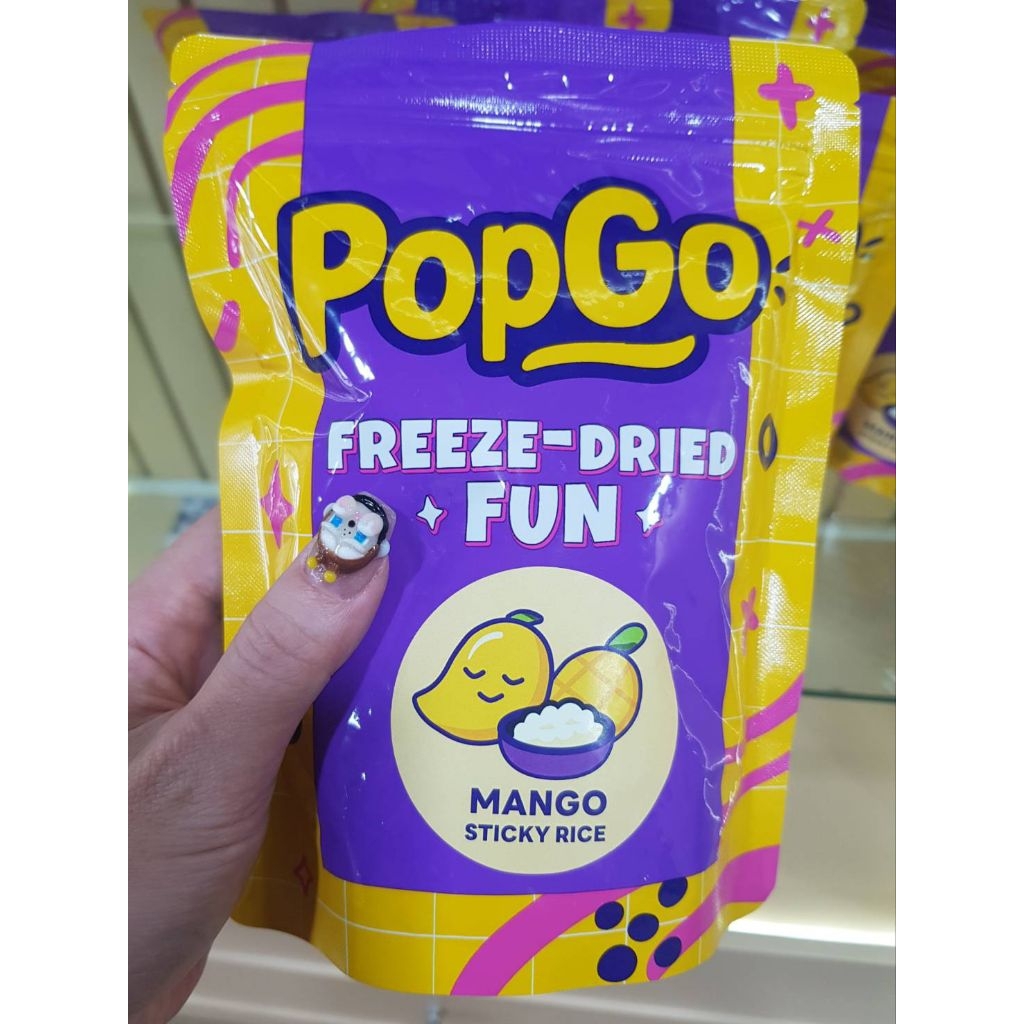 PopGo
FREEZE-DRIED
FUN
MANGO
STICKY RICE